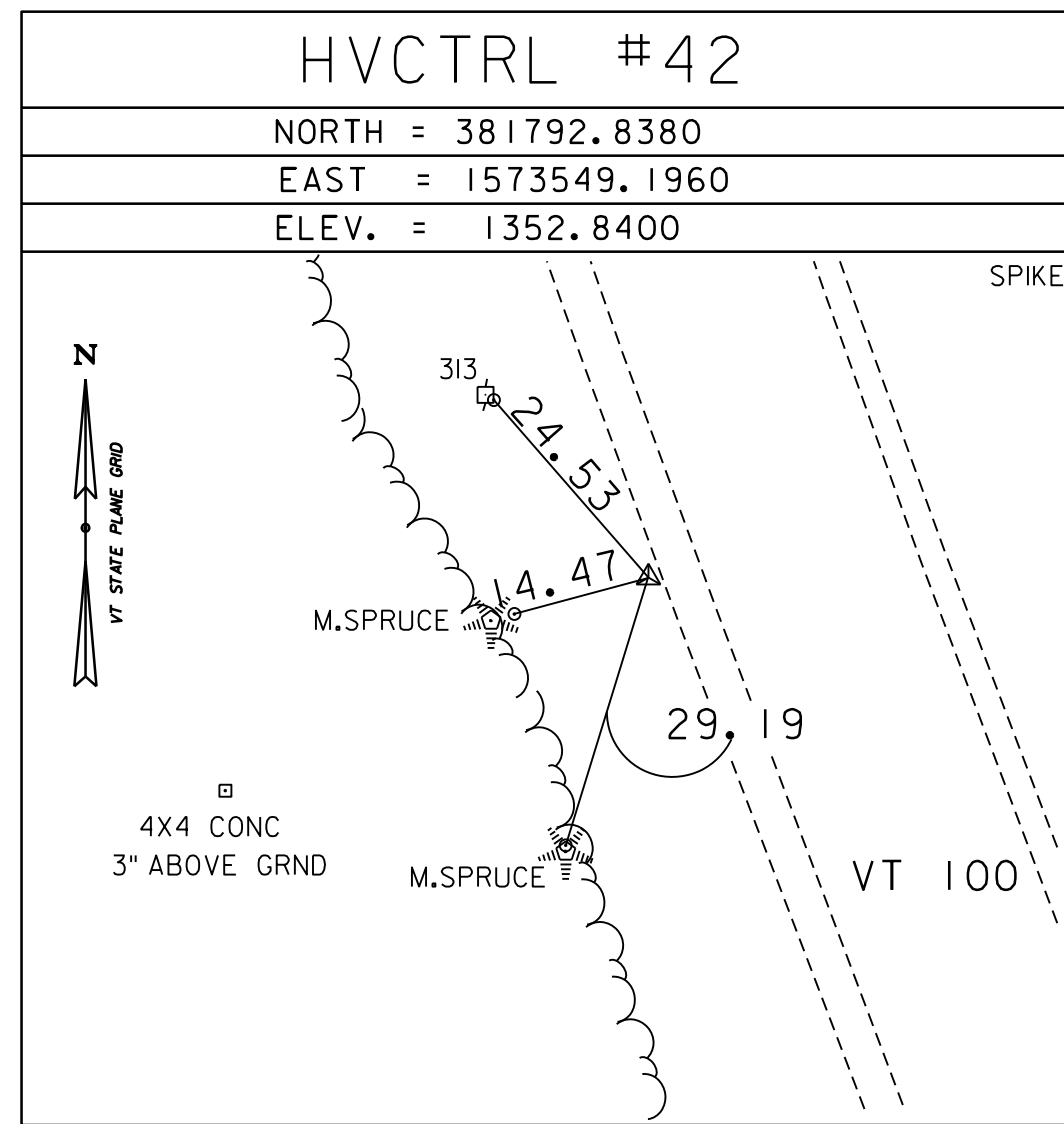 HVCTRL #42
NORTH = 381792.8380
EAST = 1573549.1960
ELEV. = 1352.8400
SPIKE
N
VT STATE PLANE GRID
313
24.53
14.47
M.SPRUCE
29.19
4X4 CONC
3" ABOVE GRND
M.SPRUCE
VT 100